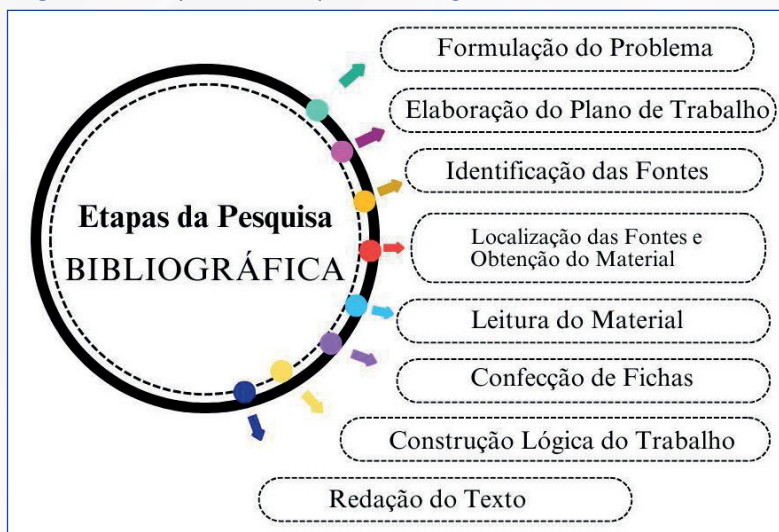 Etapas da Pesquisa
BIBLIOGRÁFICA
Formulação do Problema
Elaboração do Plano de Trabalho
Identificação das Fontes
Localização das Fontes e
Obtenção do Material
Leitura do Material
Confecção de Fichas
Construção Lógica do Trabalho
Redação do Texto